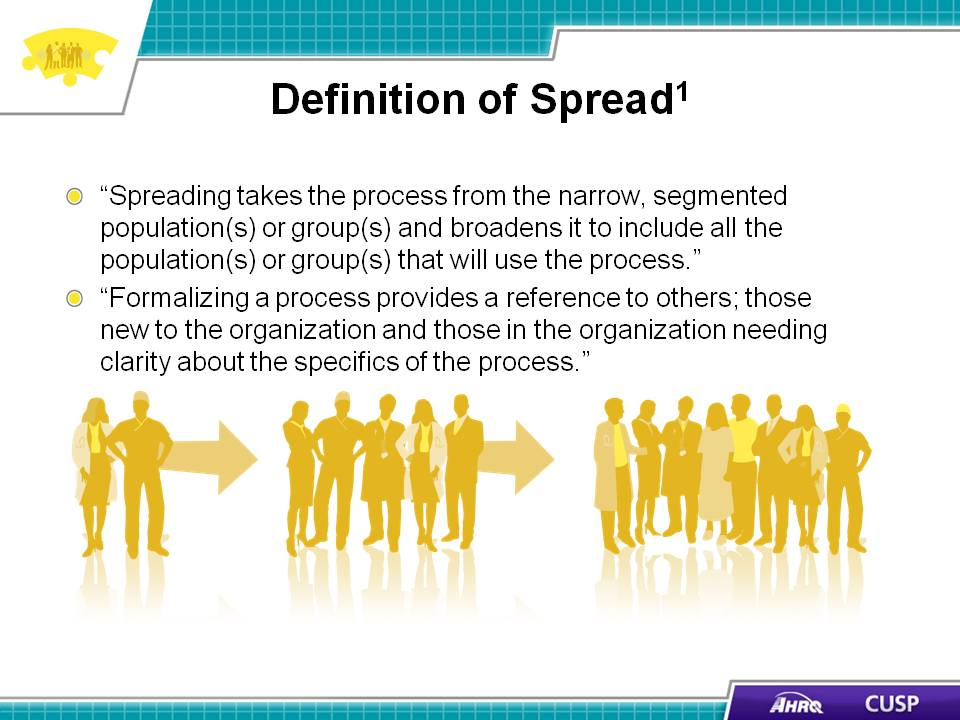 Definition of Spread¹
“Spreading takes the process from the narrow, segmented
population(s) or group(s) and broadens it to include all the
population(s) or group(s) that will use the process.”
“Formalizing a process provides a reference to others; those
new to the organization and those in the organization needing
clarity about the specifics of the process.”
AHRQ CUSP